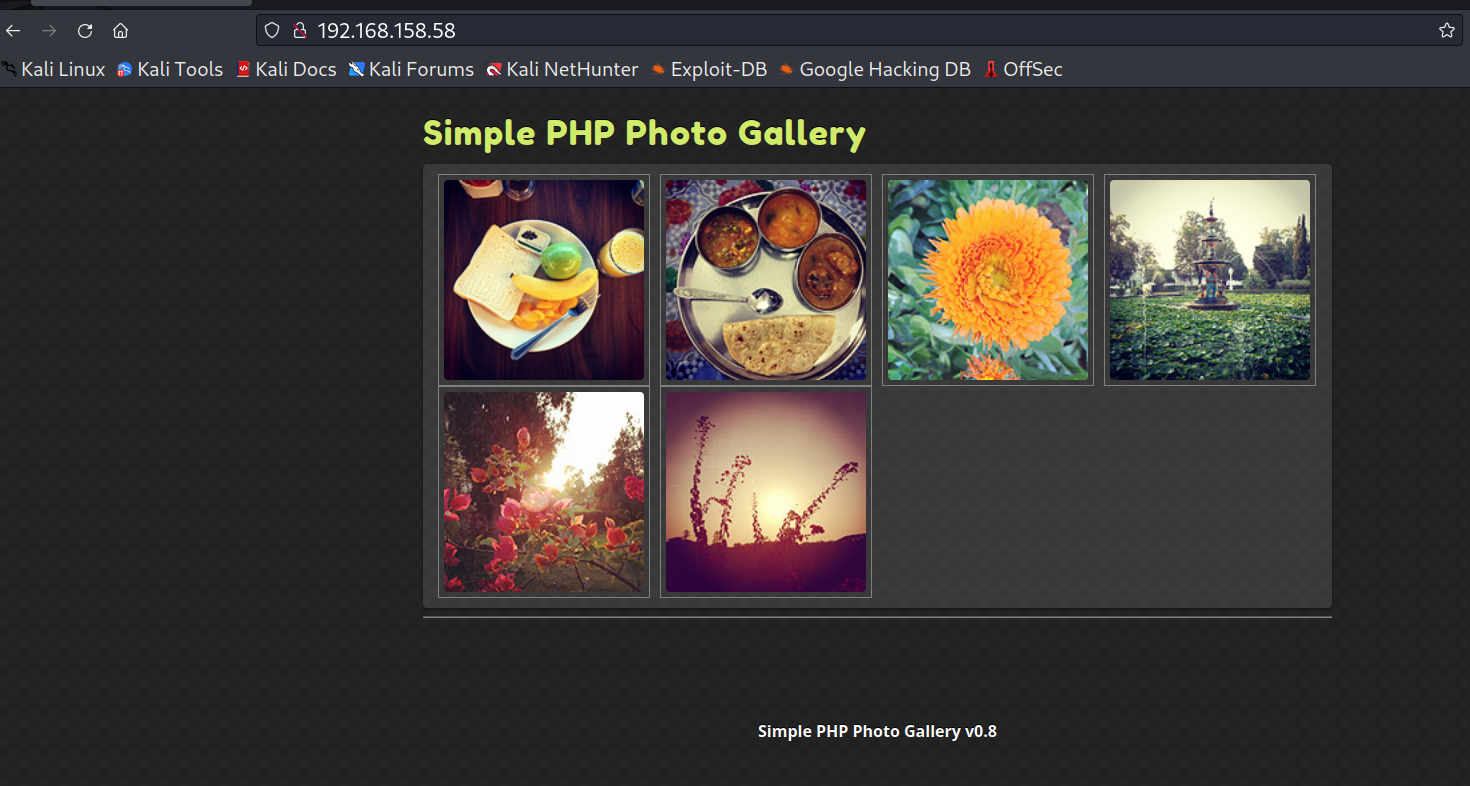 192.168.158.58
Kali Linux Kali Tools Kali Docs Kali Forums Kali NetHunter Exploit-DB Google Hacking DB OffSec
Simple PHP Photo Gallery
Simple PHP Photo Gallery v0.8